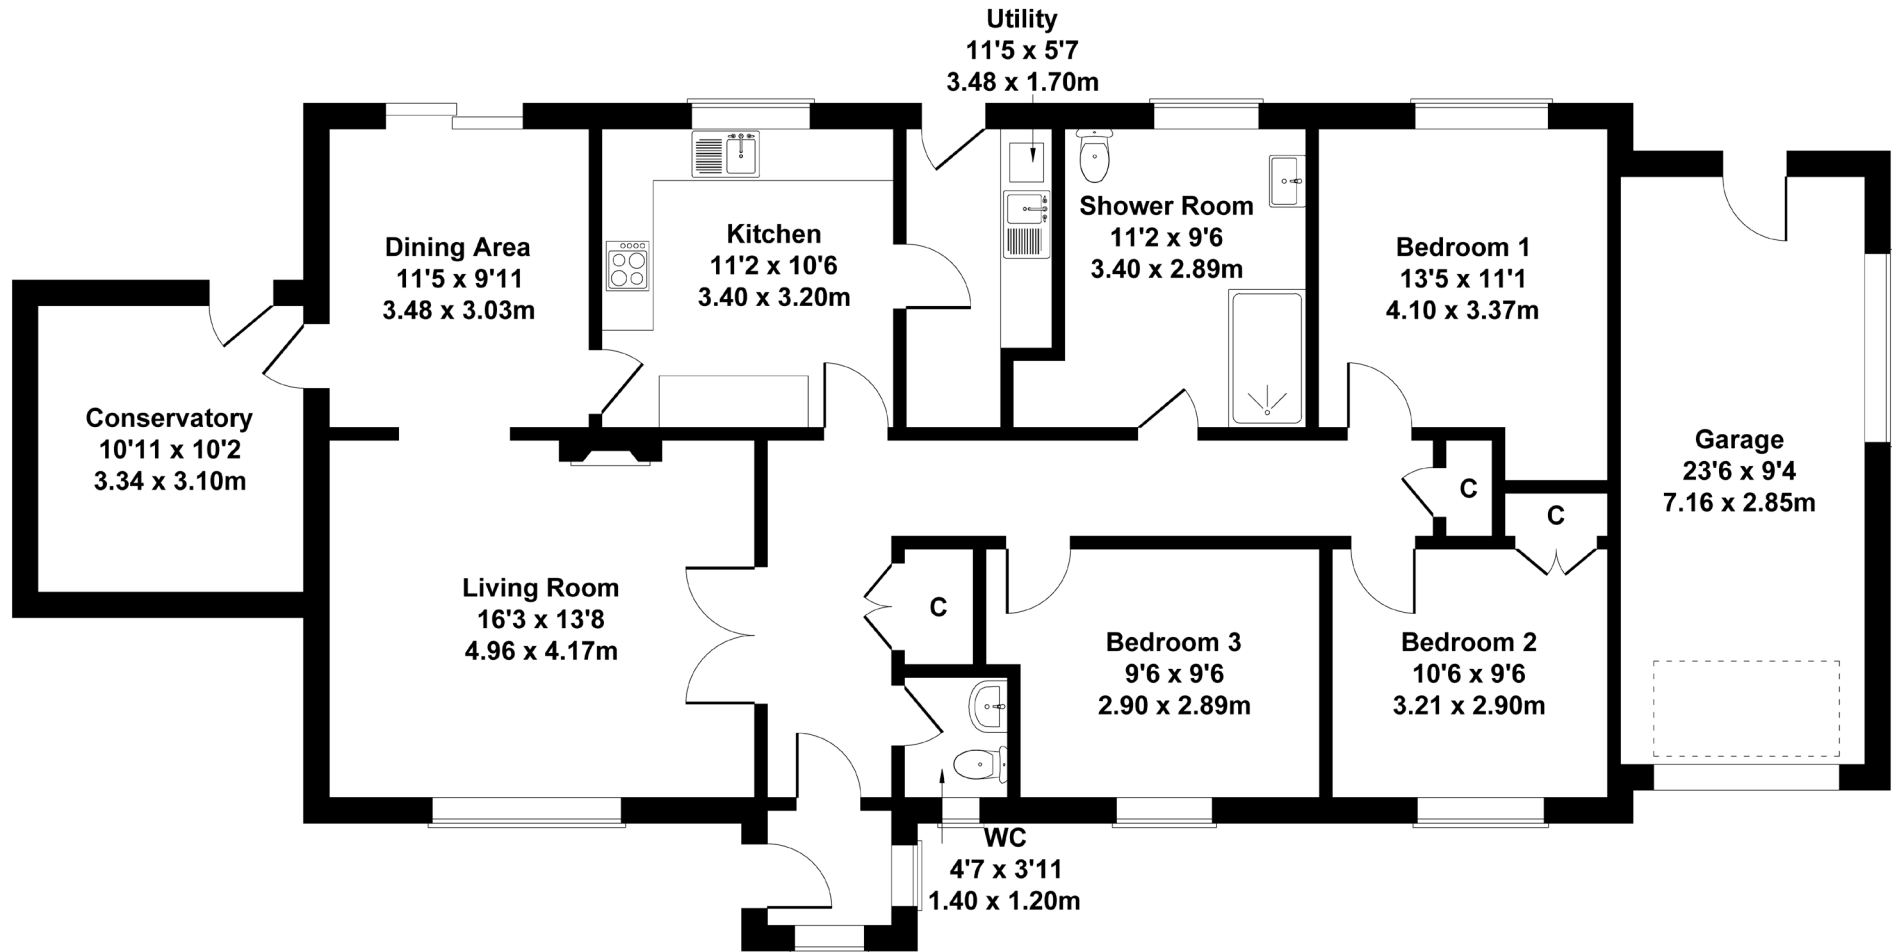 Utility
11'5 x 5'7
3.48 x 1.70m
Dining Area
11'5 x 9'11
3.48 x 3.03m
Kitchen
11'2 x 10'6
3.40 x 3.20m
Shower Room
11'2 x 9'6
3.40 x 2.89m
Bedroom 1
13'5 x 11'1
4.10 x 3.37m
Conservatory
10'11 x 10'2
3.34 x 3.10m
Garage
23'6 x 9'4
7.16 x 2.85m
C
C
Living Room
16'3 x 13'8
4.96 x 4.17m
C
Bedroom 3
9'6 x 9'6
2.90 x 2.89m
Bedroom 2
10'6 x 9'6
3.21 x 2.90m
WC
4'7 x 3'11
1.40 x 1.20m